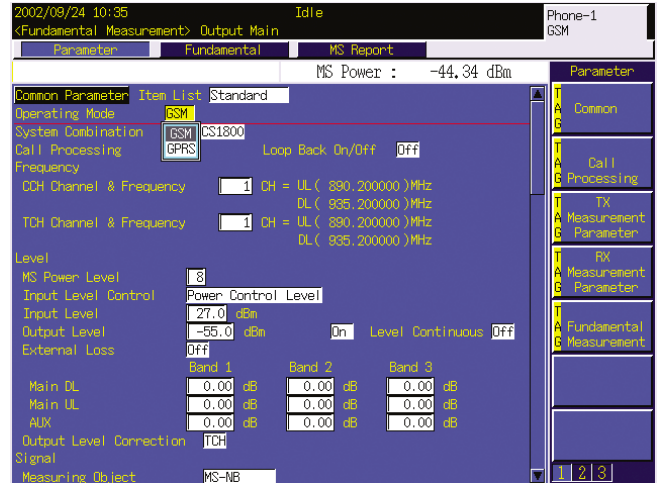 2002/09/24 10:35 Idle
<Fundamental Measurement> Output Main
Phone-1
GSM
Parameter Fundamental MS Report
MS Power : -44.34 dBm
Parameter
Common Parameter Item List Standard
Operating Mode GSM
System Combination CS1800
GSM
GPRS
Call Processing Loop Back On/Off Off
Frequency
CCH Channel & Frequency 1 CH = UL( 890.200000 )MHz
DL( 935.200000 )MHz
TCH Channel & Frequency 1 CH = UL( 890.200000 )MHz
DL( 935.200000 )MHz
Level
MS Power Level 8
Input Level Control Power Control Level
Input Level 27.0 dBm
Output Level -55.0 dBm On Level Continuous Off
External Loss Off
Band 1 Band 2 Band 3
Main DL 0.00 dB 0.00 dB 0.00 dB
Main UL 0.00 dB 0.00 dB 0.00 dB
AUX 0.00 dB 0.00 dB 0.00 dB
Output Level Correction TCH
Signal
Measuring Object MS-NB
TAG Common
TAG Call Processing
TAG TX Measurement Parameter
TAG RX Measurement Parameter
TAG Fundamental Measurement
1 2 3